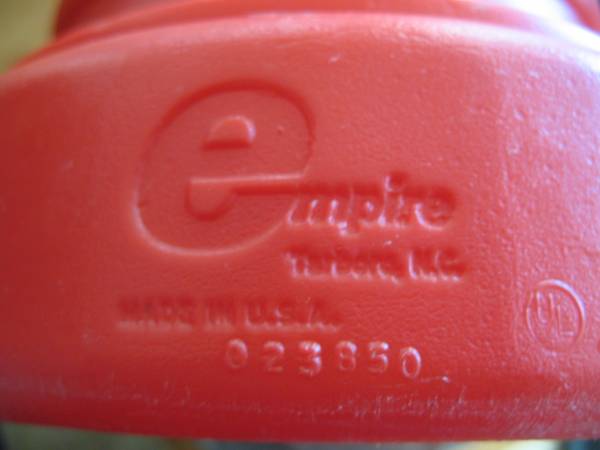 empire
Tarboro, N.C.
MADE IN U.S.A.
023850
UL